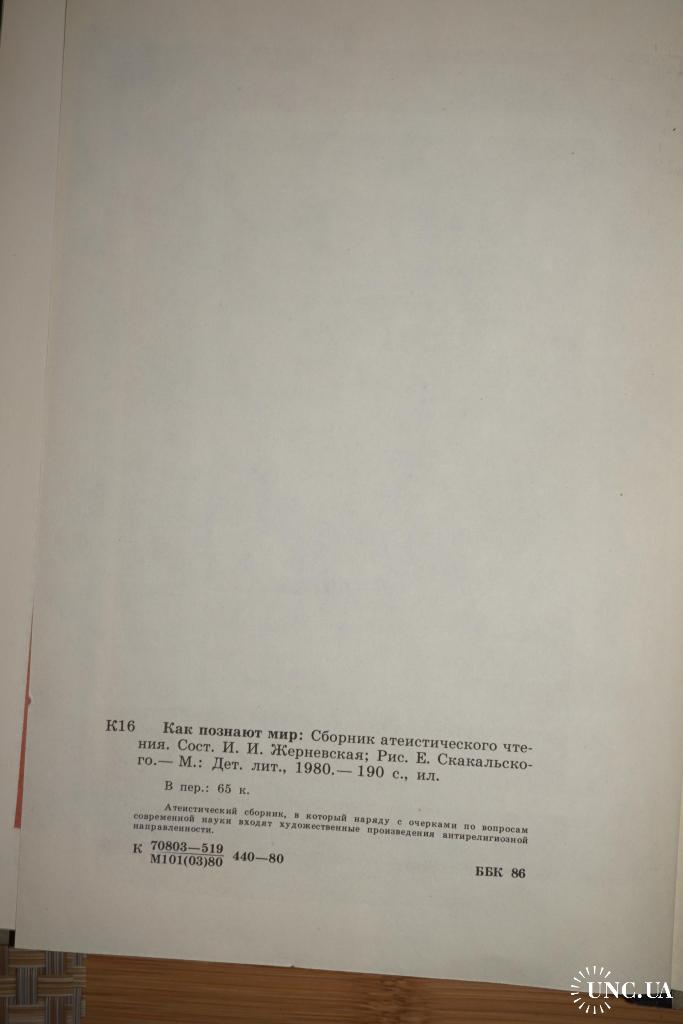 К16 Как познают мир: Сборник атеистического чте-
ния. Сост. И. И. Жерневская; Рис. Е. Скакальско-
го.— М.: Дет. лит., 1980.— 190 с., ил.
В пер.: 65 к.
Атеистический сборник, в который наряду с очерками по вопросам
современной науки входят художественные произведения антирелигиозной
направленности.
К 70803—519
М101(03)80 440—80
ББК 86
UNC.UA